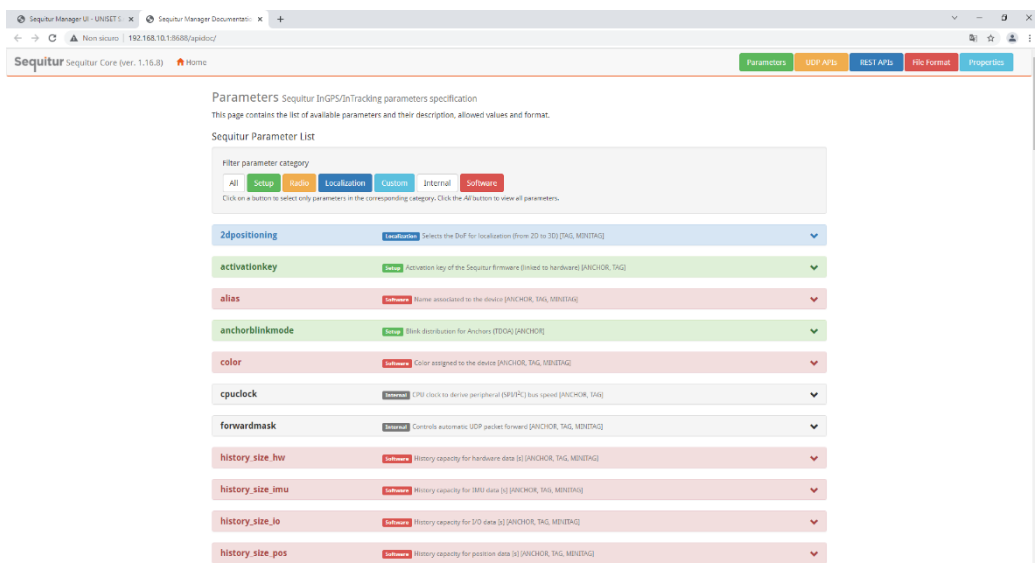 Sequitur Manager UI - UNISET S
Sequitur Manager Documentatio
Non sicuro | 192.168.10.1:8688/apidoc/
Sequitur Sequitur Core (ver. 1.16.8) Home
Parameters UDP APIs REST APIs File Format Properties
Parameters Sequitur InGPS/InTracking parameters specification
This page contains the list of available parameters and their description, allowed values and format.
Sequitur Parameter List
Filter parameter category
All Setup Radio Localization Custom Internal Software
Click on a button to select only parameters in the corresponding category. Click the All button to view all parameters.
2dpositioning Localization Selects the DoF for localization (from 2D to 3D) [TAG, MINITAG]
activationkey Setup Activation key of the Sequitur firmware (linked to hardware) [ANCHOR, TAG]
alias Software Name associated to the device [ANCHOR, TAG, MINITAG]
anchorblinkmode Setup Blink distribution for Anchors (TDOA) [ANCHOR]
color Software Color assigned to the device [ANCHOR, TAG, MINITAG]
cpuclock Internal CPU clock to derive peripheral (SPI/I²C) bus speed [ANCHOR, TAG]
forwardmask Internal Controls automatic UDP packet forward [ANCHOR, TAG, MINITAG]
history_size_hw Software History capacity for hardware data [s] [ANCHOR, TAG, MINITAG]
history_size_imu Software History capacity for IMU data [s] [ANCHOR, TAG, MINITAG]
history_size_io Software History capacity for I/O data [s] [ANCHOR, TAG, MINITAG]
history_size_pos Software History capacity for position data [s] [ANCHOR, TAG, MINITAG]